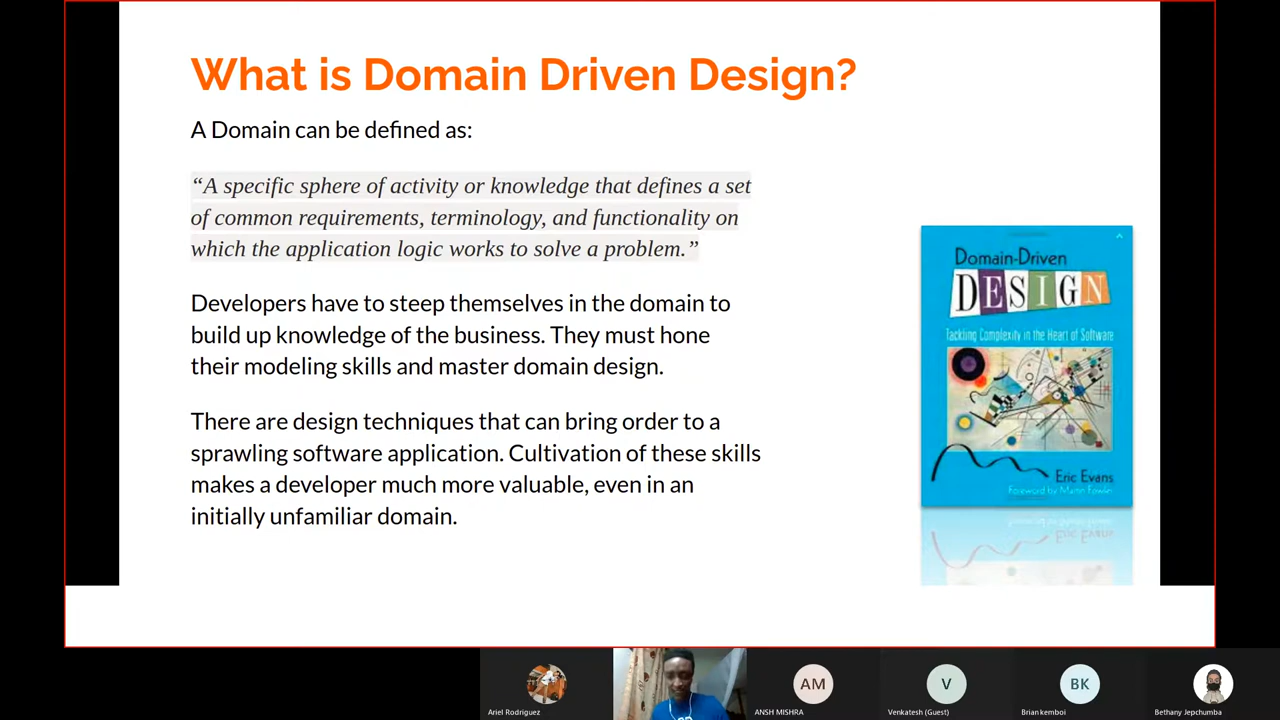 What is Domain Driven Design?
A Domain can be defined as:
“A specific sphere of activity or knowledge that defines a set
of common requirements, terminology, and functionality on
which the application logic works to solve a problem.”
Developers have to steep themselves in the domain to
build up knowledge of the business. They must hone
their modeling skills and master domain design.
There are design techniques that can bring order to a
sprawling software application. Cultivation of these skills
makes a developer much more valuable, even in an
initially unfamiliar domain.
Domain-Driven
DESIGN
Tackling Complexity in the Heart of Software
Eric Evans
Foreword by Martin Fowler
AM
V
BK
Ariel Rodriguez
ANSH MISHRA
Venkatesh (Guest)
Brian kemboi
Bethany Jepchumba